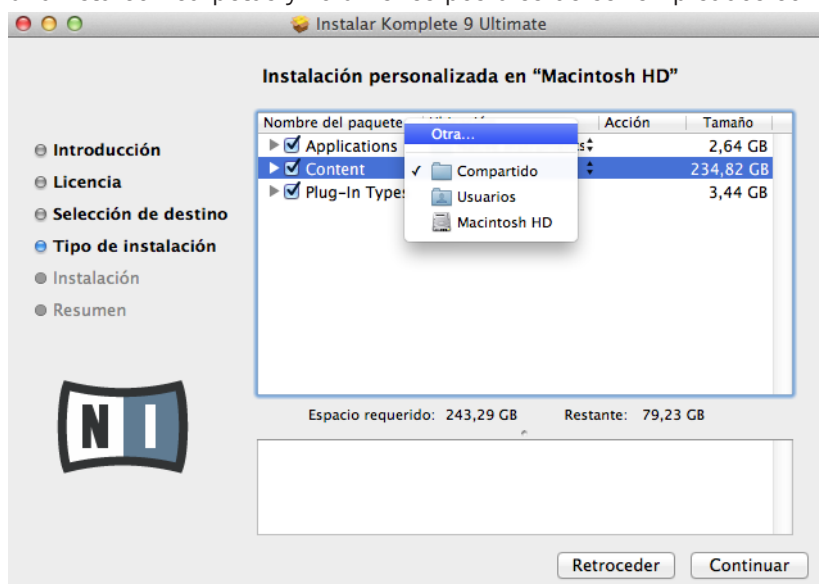 Instalar Komplete 9 Ultimate
Instalación personalizada en “Macintosh HD”
Nombre del paquete Acción Tamaño
Applications 2,64 GB
Content 234,82 GB
Plug-In Types 3,44 GB
Otra...
Compartido
Usuarios
Macintosh HD
Introducción
Licencia
Selección de destino
Tipo de instalación
Instalación
Resumen
NI
Espacio requerido: 243,29 GB Restante: 79,23 GB
Retroceder Continuar